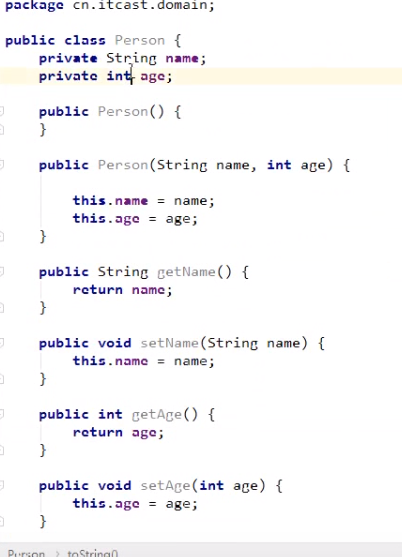 package cn.itcast.domain;
public class Person {
private String name;
private int age;
public Person() {
}
public Person(String name, int age) {
this.name = name;
this.age = age;
}
public String getName() {
return name;
}
public void setName(String name) {
this.name = name;
}
public int getAge() {
return age;
}
public void setAge(int age) {
this.age = age;
}
Person > toString()